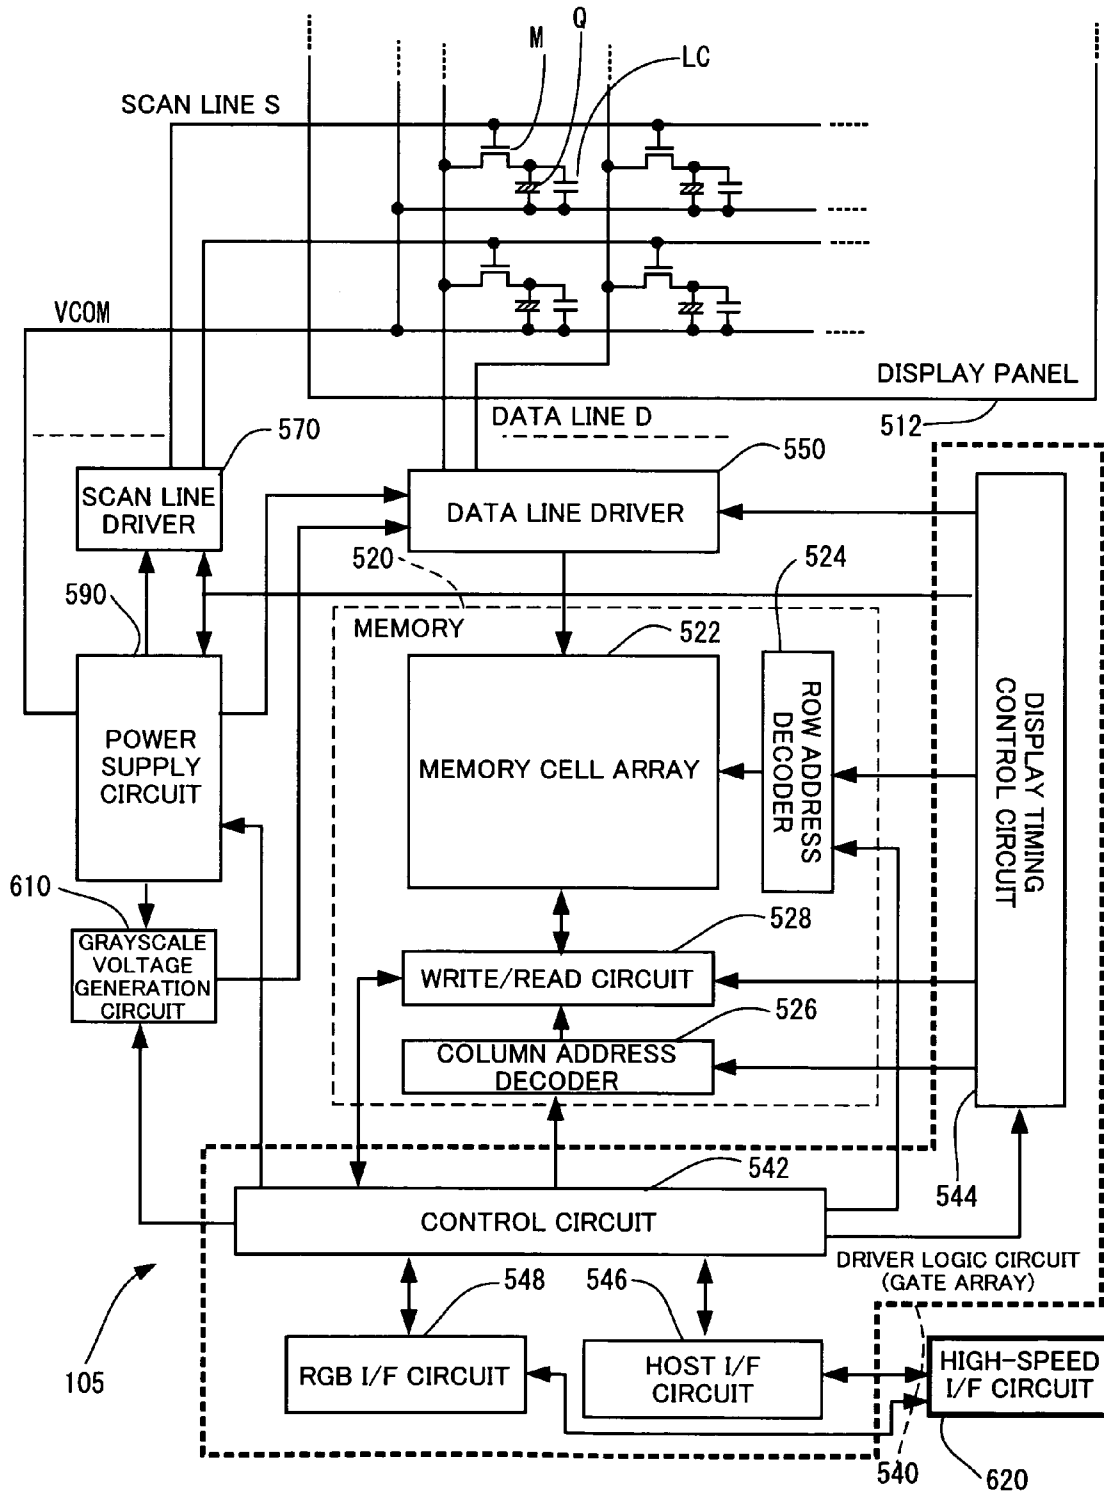 M
Q
LC
SCAN LINE S
VCOM
DISPLAY PANEL
512
DATA LINE D
570
550
SCAN LINE
DRIVER
DATA LINE DRIVER
520
524
590
MEMORY
522
POWER
SUPPLY
CIRCUIT
MEMORY CELL ARRAY
ROW ADDRESS
DECODER
DISPLAY TIMING
CONTROL CIRCUIT
610
528
GRAYSCALE
VOLTAGE
GENERATION
CIRCUIT
WRITE/READ CIRCUIT
526
COLUMN ADDRESS
DECODER
542
544
CONTROL CIRCUIT
DRIVER LOGIC CIRCUIT
(GATE ARRAY)
548
546
105
RGB I/F CIRCUIT
HOST I/F
CIRCUIT
HIGH-SPEED
I/F CIRCUIT
540
620